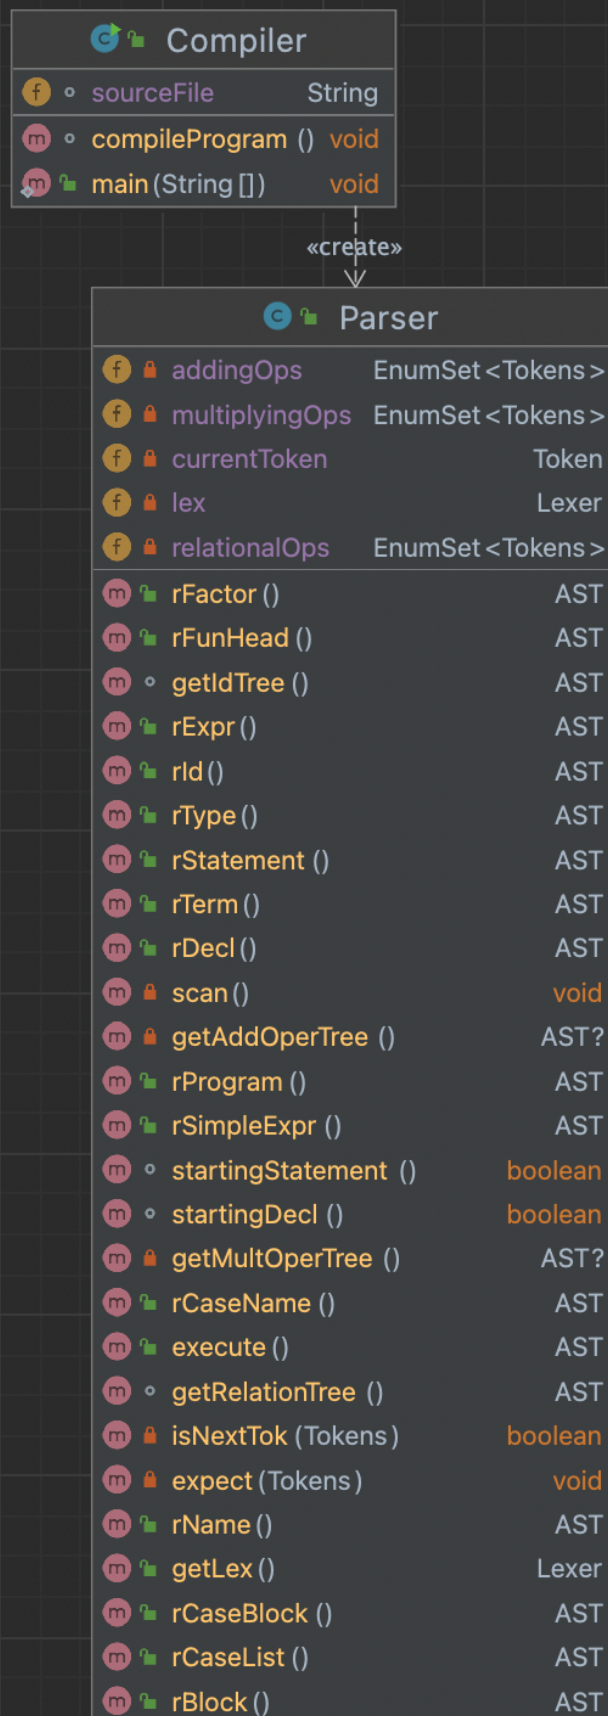 Compiler
sourceFile String
compileProgram () void
main(String[]) void
«create»
Parser
addingOps EnumSet<Tokens>
multiplyingOps EnumSet<Tokens>
currentToken Token
lex Lexer
relationalOps EnumSet<Tokens>
rFactor() AST
rFunHead() AST
getIdTree() AST
rExpr() AST
rId() AST
rType() AST
rStatement() AST
rTerm() AST
rDecl() AST
scan() void
getAddOperTree() AST?
rProgram() AST
rSimpleExpr() AST
startingStatement() boolean
startingDecl() boolean
getMultOperTree() AST?
rCaseName() AST
execute() AST
getRelationTree() AST
isNextTok(Tokens) boolean
expect(Tokens) void
rName() AST
getLex() Lexer
rCaseBlock() AST
rCaseList() AST
rBlock() AST